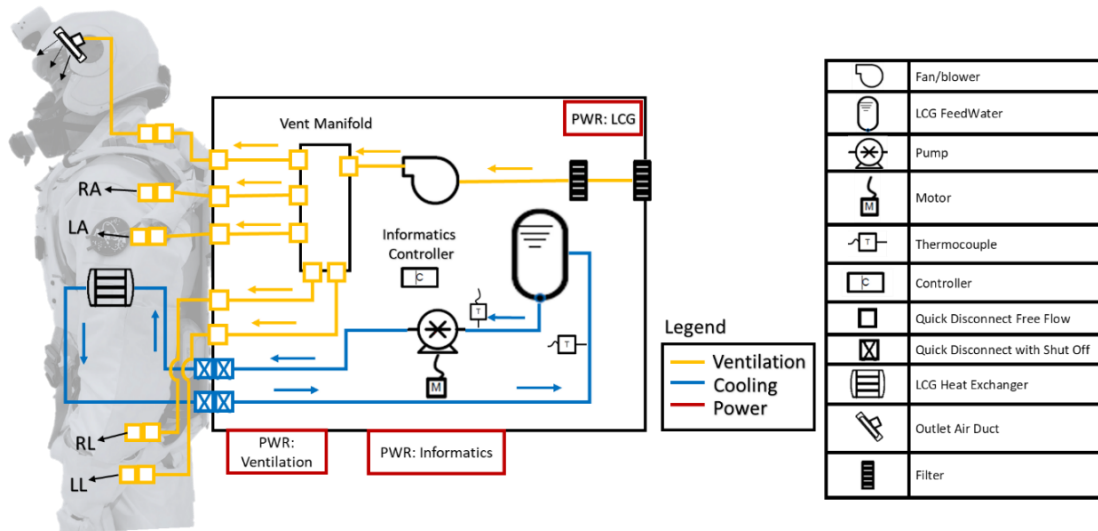 PWR: LCG
Vent Manifold
RA
LA
Informatics
Controller
C
T
T
M
RL
LL
PWR:
Ventilation
PWR: Informatics
Legend
Ventilation
Cooling
Power
Fan/blower
LCG FeedWater
Pump
M
Motor
T
Thermocouple
C
Controller
Quick Disconnect Free Flow
Quick Disconnect with Shut Off
LCG Heat Exchanger
Outlet Air Duct
Filter